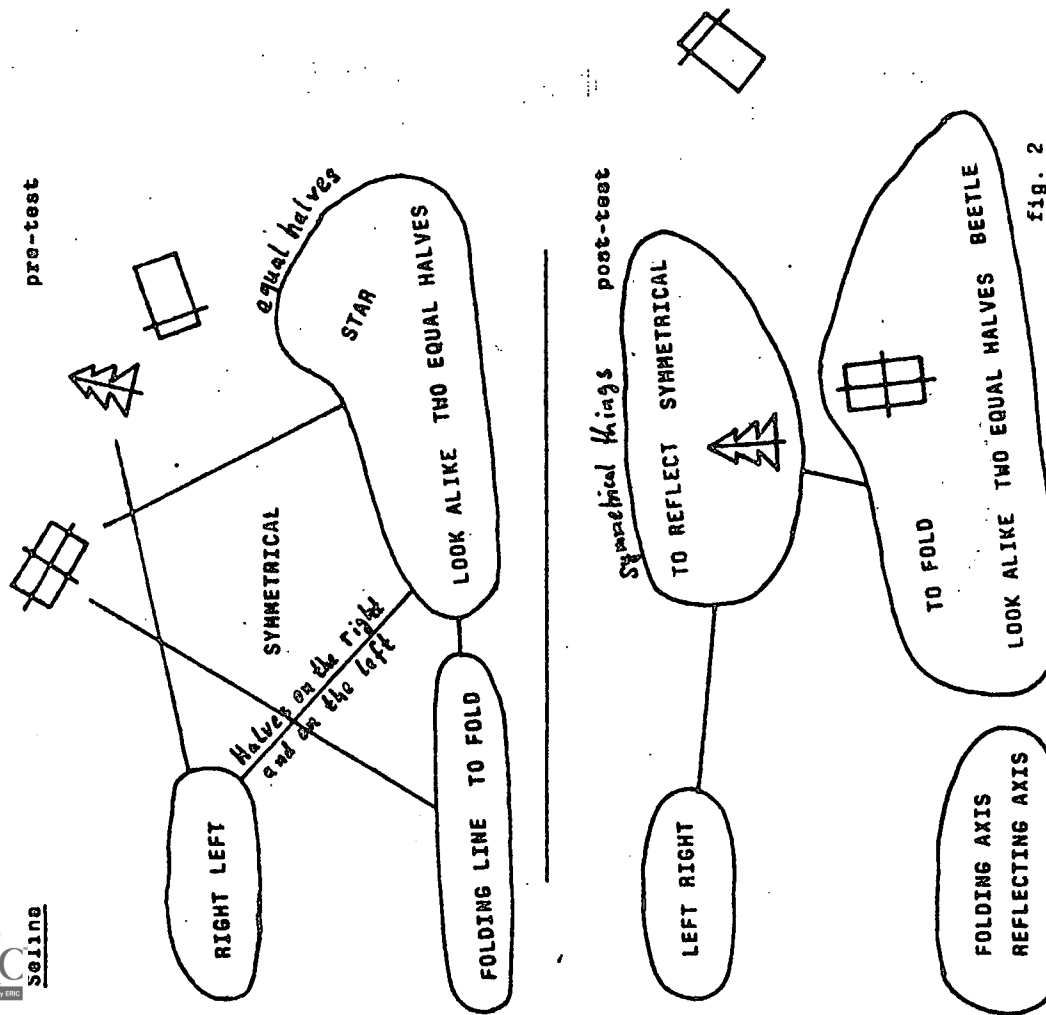 Selina
pre-test
equal halves
STAR
LOOK ALIKE TWO EQUAL HALVES
SYMMETRICAL
Halves on the right
and on the left
RIGHT LEFT
FOLDING LINE TO FOLD
post-test
Symmetrical things
TO REFLECT SYMMETRICAL
LEFT RIGHT
TO FOLD
LOOK ALIKE TWO EQUAL HALVES BEETLE
FOLDING AXIS
REFLECTING AXIS
fig. 2